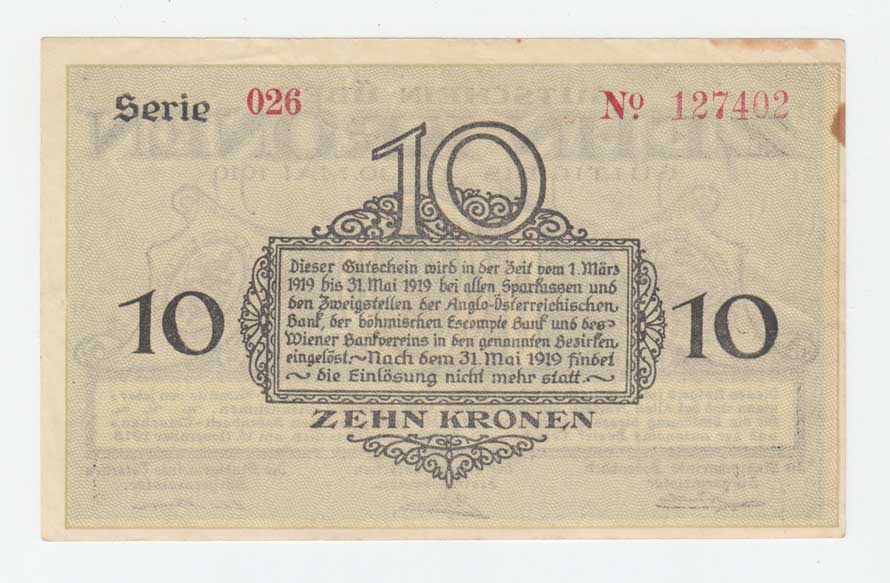 Serie 026 No 127402
10
Dieser Gutschein wird in der Zeit vom 1. März
1919 bis 31. Mai 1919 bei allen Sparkassen und
den Zweigstellen der Anglo-Österreichischen
Bank, der böhmischen Escompte Bank und des
Wiener Bankvereins in den genannten Bezirken
eingelöst.~Nach dem 31. Mai 1919 findet
~ die Einlösung nicht mehr statt.~
10 10
ZEHN KRONEN